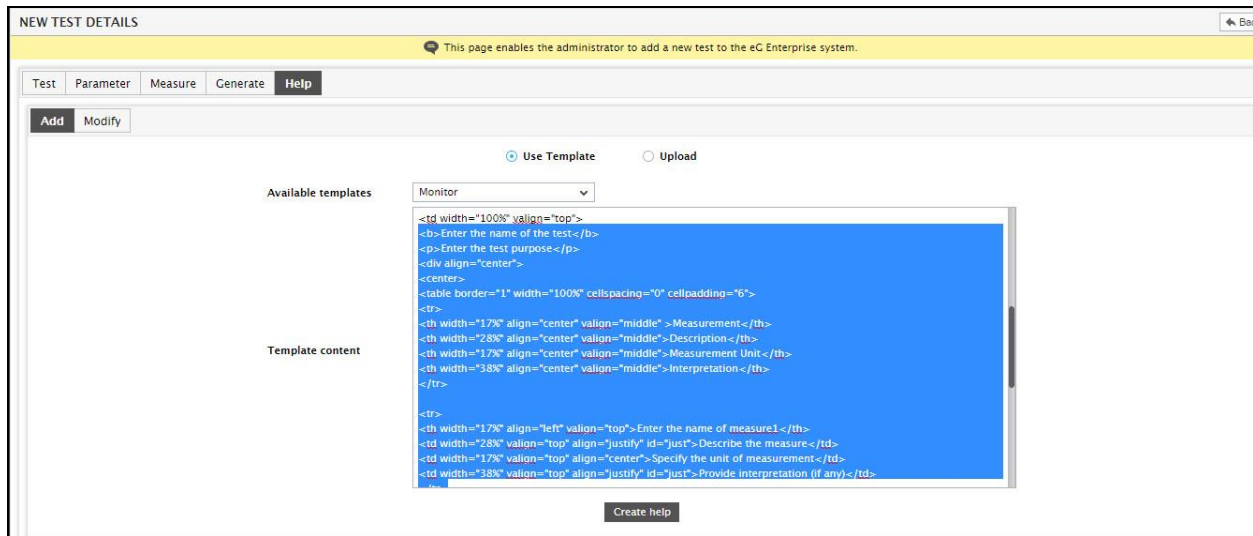 NEW TEST DETAILS
This page enables the administrator to add a new test to the eG Enterprise system.
Test Parameter Measure Generate Help
Add Modify
Use Template Upload
Available templates Monitor
<td width="100%" valign="top">
<b>Enter the name of the test</b>
<p>Enter the test purpose</p>
<div align="center">
<center>
<table border="1" width="100%" cellspacing="0" cellpadding="6">
<tr>
<th width="17%" align="center" valign="middle" >Measurement</th>
<th width="28%" align="center" valign="middle">Description</th>
<th width="17%" align="center" valign="middle">Measurement Unit</th>
<th width="38%" align="center" valign="middle">Interpretation</th>
</tr>
<tr>
<th width="17%" align="left" valign="top">Enter the name of measure1</th>
<td width="28%" valign="top" align="justify" id="just">Describe the measure</td>
<td width="17%" valign="top" align="center">Specify the unit of measurement</td>
<td width="38%" valign="top" align="justify" id="just">Provide interpretation (if any)</td>
Template content
Create help